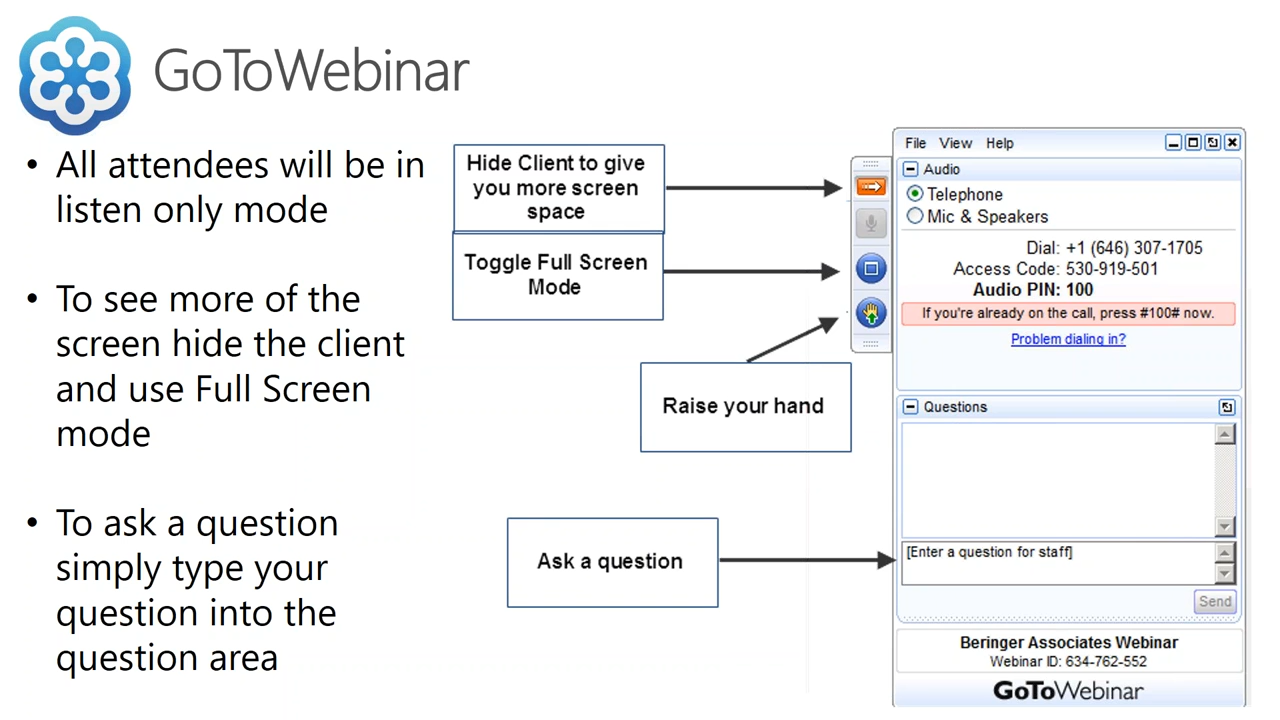 GoToWebinar
• All attendees will be in
listen only mode
• To see more of the
screen hide the client
and use Full Screen
mode
• To ask a question
simply type your
question into the
question area
Hide Client to give
you more screen
space
Toggle Full Screen
Mode
Raise your hand
Ask a question
File View Help
Audio
Telephone
Mic & Speakers
Dial: +1 (646) 307-1705
Access Code: 530-919-501
Audio PIN: 100
If you're already on the call, press #100# now.
Problem dialing in?
Questions
[Enter a question for staff]
Send
Beringer Associates Webinar
Webinar ID: 634-762-552
GoToWebinar